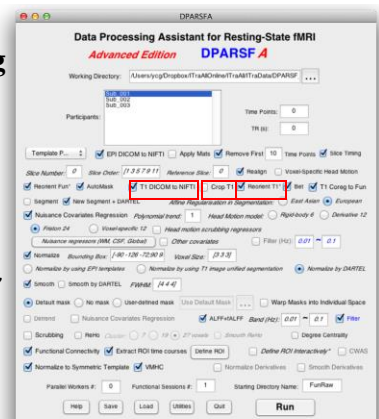 g
DPARSFA
Data Processing Assistant for Resting-State fMRI
Advanced Edition DPARSF A
Working Directory: /Users/ycg/Dropbox/ITraAllOnline/ITraAll/ITraData/DPARSF ...
Participants: Sub_001
Sub_002
Sub_003
Time Points: 0
TR (s): 0
Template P... EPI DICOM to NIFTI Apply Mats Remove First 10 Time Points Slice Timing
Slice Number: 0 Slice Order: [1 3 5 7 9 11 Reference Slice: 0 Realign Voxel-Specific Head Motion
Reorient Fun* AutoMask T1 DICOM to NIFTI Crop T1 Reorient T1* Bet T1 Coreg to Fun
Segment New Segment + DARTEL Affine Regularisation in Segmentation: East Asian European
Nuisance Covariates Regression Polynomial trend: 1 Head Motion model: Rigid-body 6 Derivative 12
Friston 24 Voxel-specific 12 Head motion scrubbing regressors
Nuisance regressors (WM, CSF, Global) Other covariates Filter (Hz): 0.01 ~ 0.1
Normalize Bounding Box: [-90 -126 -72;90 9 Voxel Size: [3 3 3]
Normalize by using EPI templates Normalize by using T1 image unified segmentation Normalize by DARTEL
Smooth Smooth by DARTEL FWHM: [4 4 4]
Default mask No mask User-defined mask Use Default Mask ... Warp Masks into Individual Space
Detrend Nuisance Covariates Regression ALFF+fALFF Band (Hz): 0.01 ~ 0.1 Filter
Scrubbing ReHo Cluster: 7 19 27 voxels Smooth ReHo Degree Centrality
Functional Connectivity Extract ROI time courses Define ROI Define ROI Interactively* CWAS
Normalize to Symmetric Template VMHC Normalize Derivatives Smooth Derivatives
Parallel Workers #: 0 Functional Sessions #: 1 Starting Directory Name: FunRaw
Help Save Load Utilities Quit Run